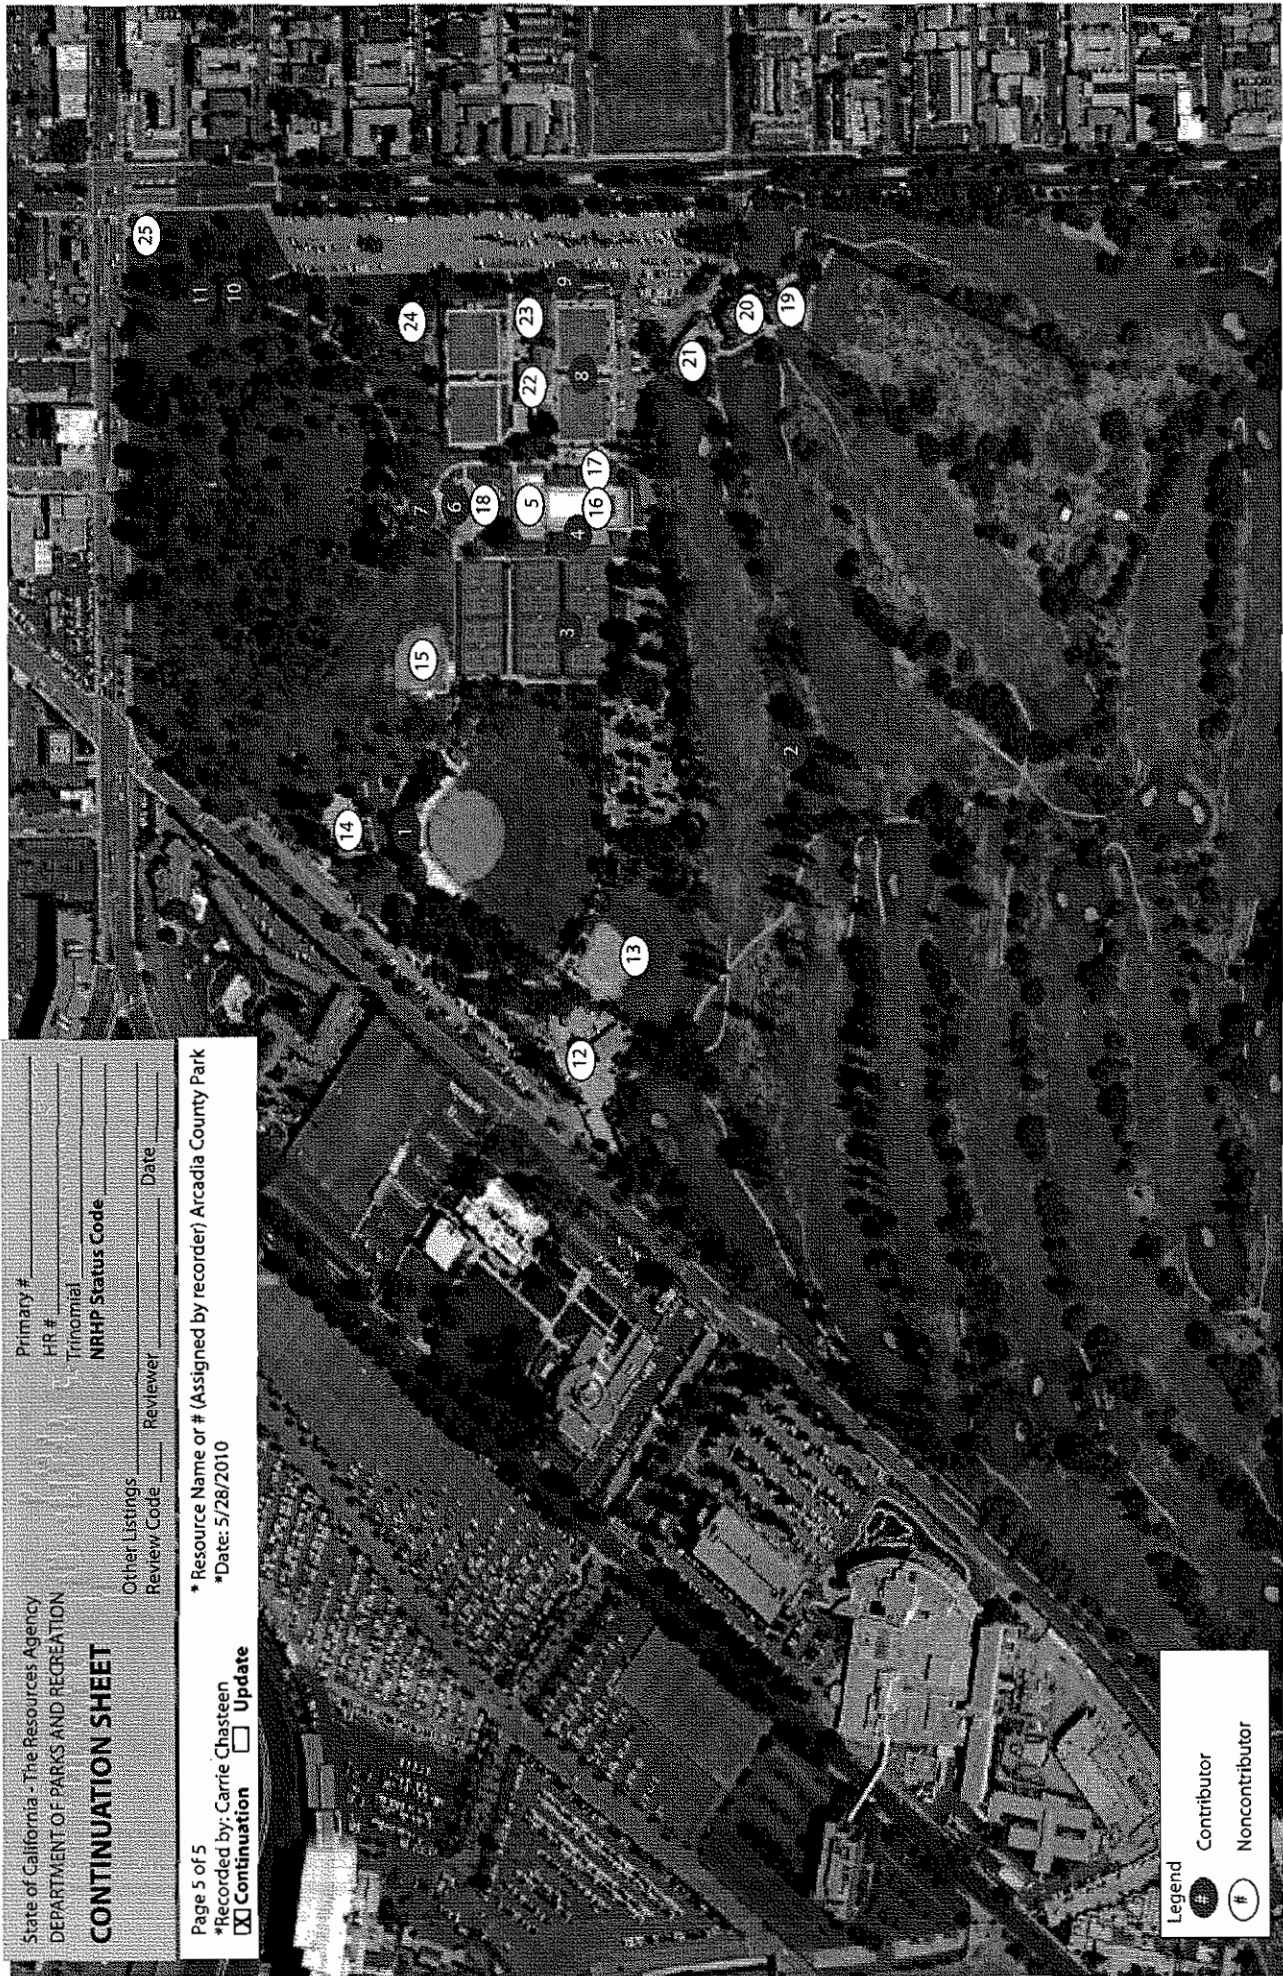 State of California - The Resources Agency
DEPARTMENT OF PARKS AND RECREATION
CONTINUATION SHEET
Primary #
HR #
Trinomial
NRHP Status Code
Other Listings
Review Code Reviewer Date
Page 5 of 5
*Recorded by: Carrie Chasteen
X Continuation Update
* Resource Name or # (Assigned by recorder) Arcadia County Park
*Date: 5/28/2010
25
11
10
24
23
9
22
8
21
20
19
7
6
18
5
17
16
4
15
3
2
14
1
13
12
Legend
# Contributor
# Noncontributor